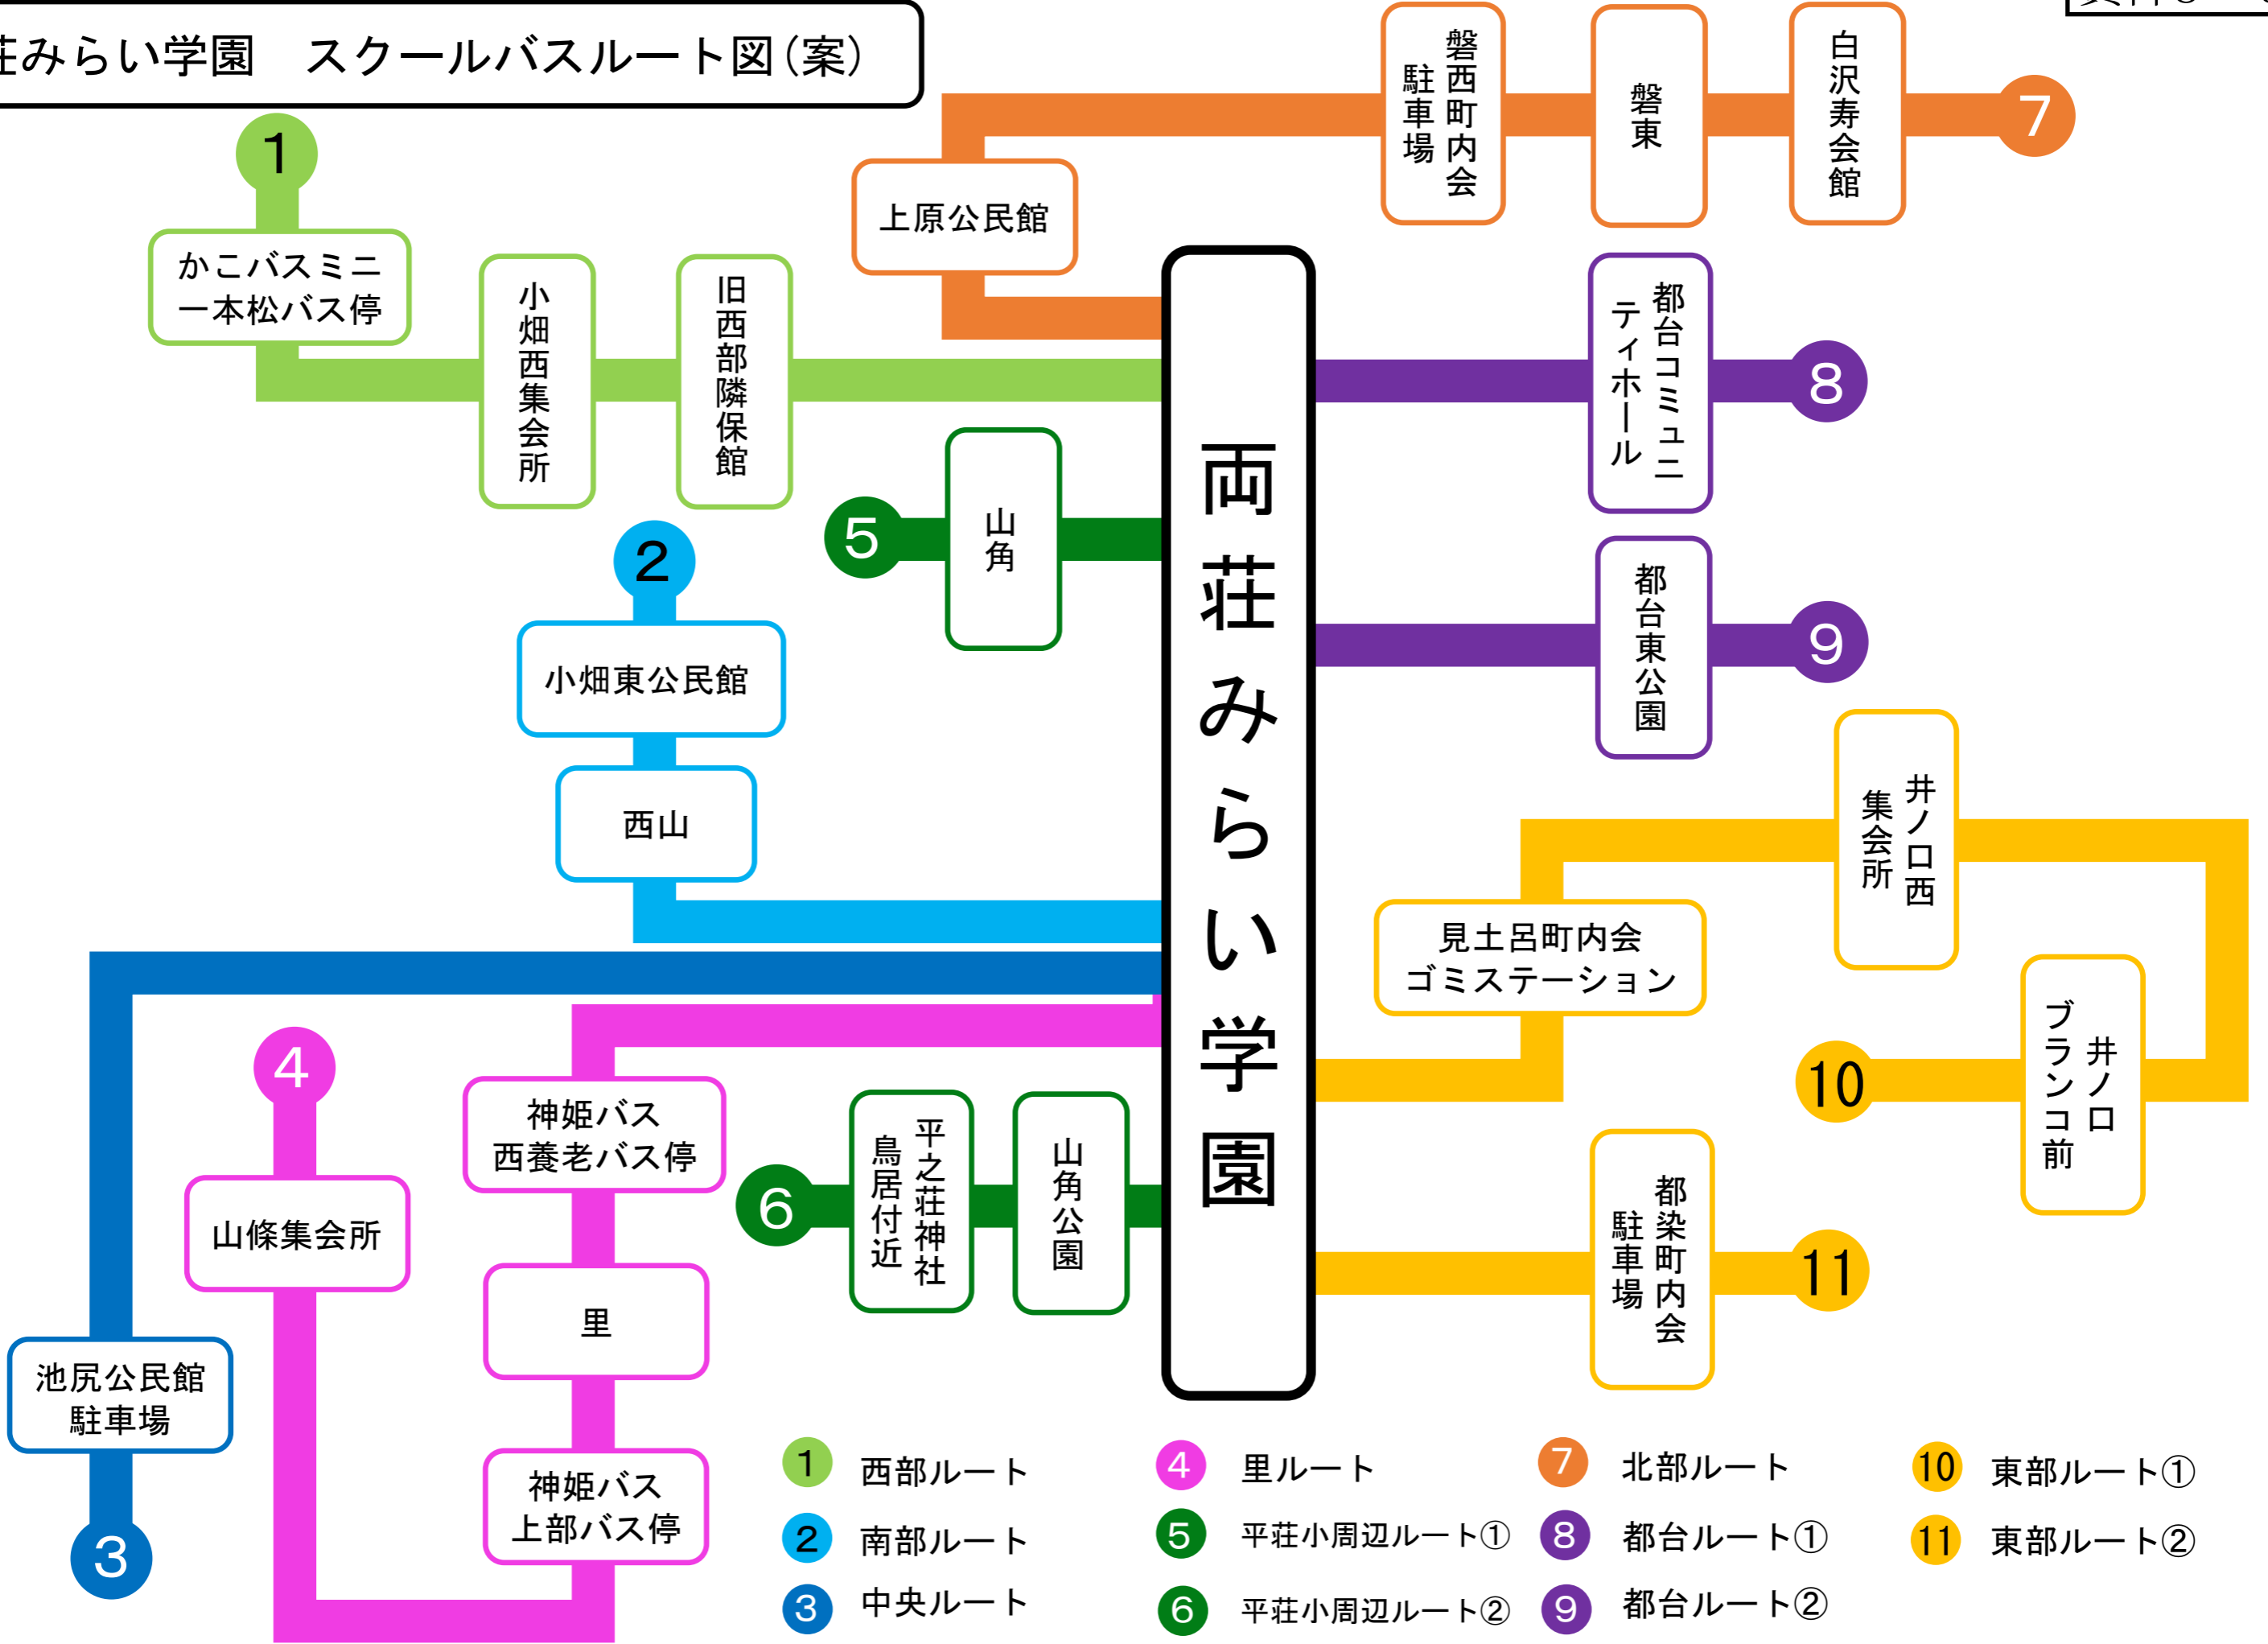 荘みらい学園　スクールバスルート図(案)
1
かこバスミニ
一本松バス停
小畑西集会所
旧西部隣保館
上原公民館
磐西町内会
駐車場
磐東
白沢寿会館
7
都台コミュニ
ティホール
8
5
山角
2
小畑東公民館
西山
都台東公園
9
両荘みらい学園
井ノ口西
集会所
見土呂町内会
ゴミステーション
井ノ口
ブランコ前
10
4
山條集会所
神姫バス
西養老バス停
里
神姫バス
上部バス停
6
平之荘神社
鳥居付近
山角公園
都染町内会
駐車場
11
池尻公民館
駐車場
3
1 西部ルート
2 南部ルート
3 中央ルート
4 里ルート
5 平荘小周辺ルート①
6 平荘小周辺ルート②
7 北部ルート
8 都台ルート①
9 都台ルート②
10 東部ルート①
11 東部ルート②